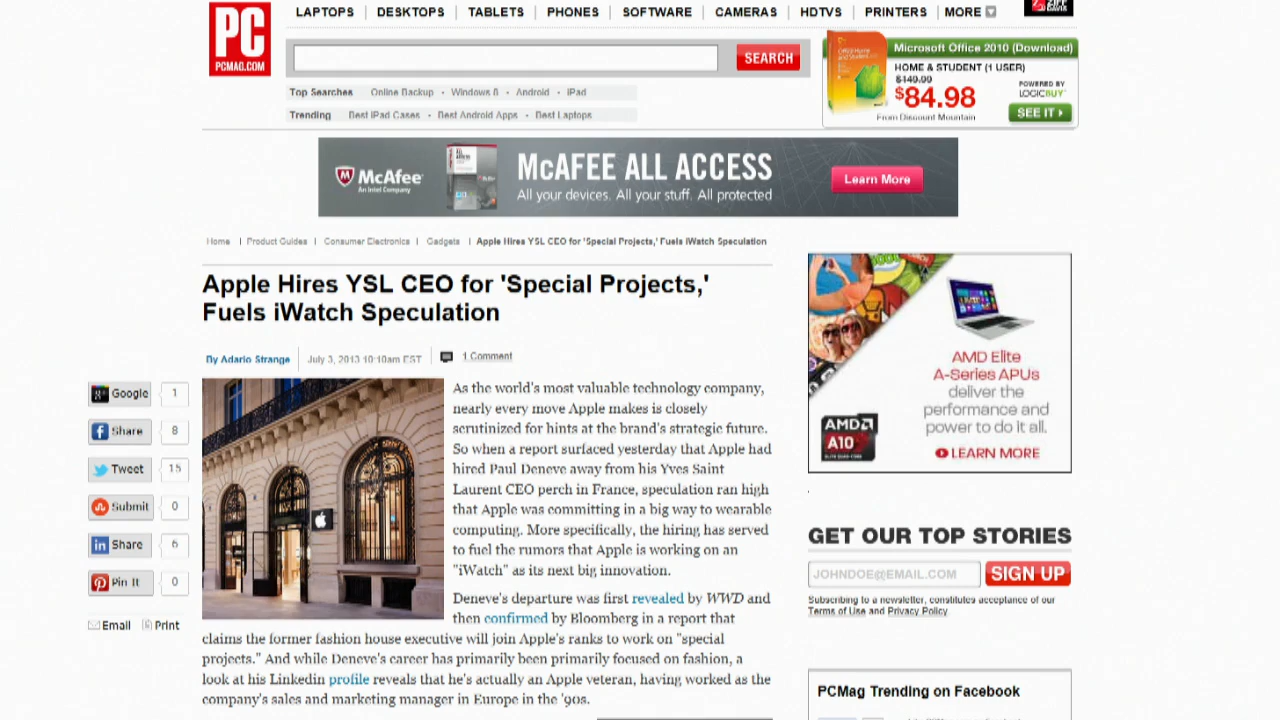 PC
PCMAG.COM
LAPTOPS | DESKTOPS | TABLETS | PHONES | SOFTWARE | CAMERAS | HDTVS | PRINTERS | MORE
ZIFF DAVIS
SEARCH
Top Searches Online Backup • Windows 8 • Android • iPad
Trending Best iPad Cases • Best Android Apps • Best Laptops
Microsoft Office 2010 (Download)
HOME & STUDENT (1 USER)
$149.99
$84.98
From Discount Mountain
POWERED BY
LOGICBUY
SEE IT
McAfee
An Intel Company
McAFEE ALL ACCESS
All your devices. All your stuff. All protected
Learn More
Home | Product Guides | Consumer Electronics | Gadgets | Apple Hires YSL CEO for 'Special Projects,' Fuels iWatch Speculation
Apple Hires YSL CEO for 'Special Projects,'
Fuels iWatch Speculation
By Adario Strange | July 3, 2013 10:10am EST | 1 Comment
Google 1
Share 8
Tweet 15
Submit 0
Share 6
Pin It 0
Email Print
As the world's most valuable technology company,
nearly every move Apple makes is closely
scrutinized for hints at the brand's strategic future.
So when a report surfaced yesterday that Apple had
hired Paul Deneve away from his Yves Saint
Laurent CEO perch in France, speculation ran high
that Apple was committing in a big way to wearable
computing. More specifically, the hiring has served
to fuel the rumors that Apple is working on an
"iWatch" as its next big innovation.
Deneve's departure was first revealed by WWD and
then confirmed by Bloomberg in a report that
claims the former fashion house executive will join Apple's ranks to work on "special
projects." And while Deneve's career has primarily been primarily focused on fashion, a
look at his Linkedin profile reveals that he's actually an Apple veteran, having worked as the
company's sales and marketing manager in Europe in the '90s.
AMD Elite
A-Series APUs
deliver the
performance and
power to do it all.
LEARN MORE
AMD
A10
GET OUR TOP STORIES
JOHNDOE@EMAIL.COM
SIGN UP
Subscribing to a newsletter, constitutes acceptance of our
Terms of Use and Privacy Policy.
PCMag Trending on Facebook